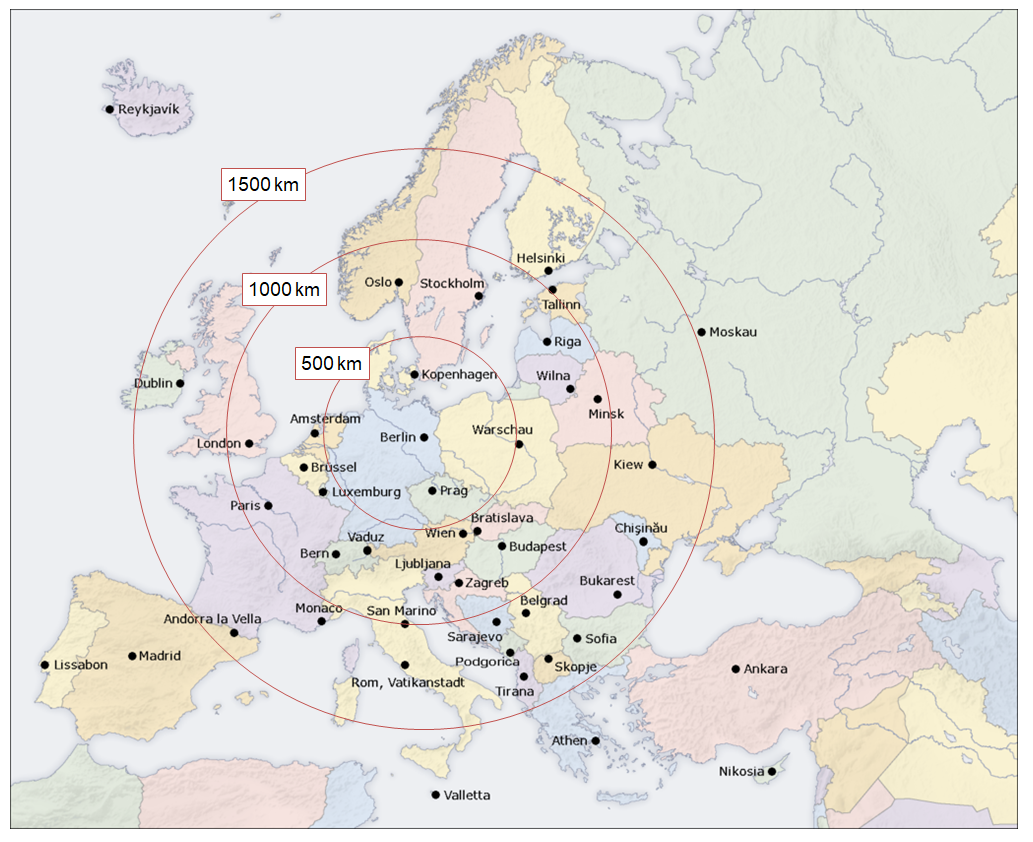 Reykjavík
1500 km
Helsinki
1000 km
Oslo
Stockholm
Tallinn
Moskau
Riga
500 km
Kopenhagen
Wilna
Dublin
Minsk
Amsterdam
Berlin
Warschau
London
Kiew
Brüssel
Luxemburg
Prag
Paris
Bratislava
Chişinău
Wien
Vaduz
Budapest
Bern
Ljubljana
Zagreb
Bukarest
Belgrad
Monaco
San Marino
Andorra la Vella
Sarajevo
Sofia
Madrid
Lissabon
Podgorica
Skopje
Ankara
Rom, Vatikanstadt
Tirana
Athen
Nikosia
Valletta